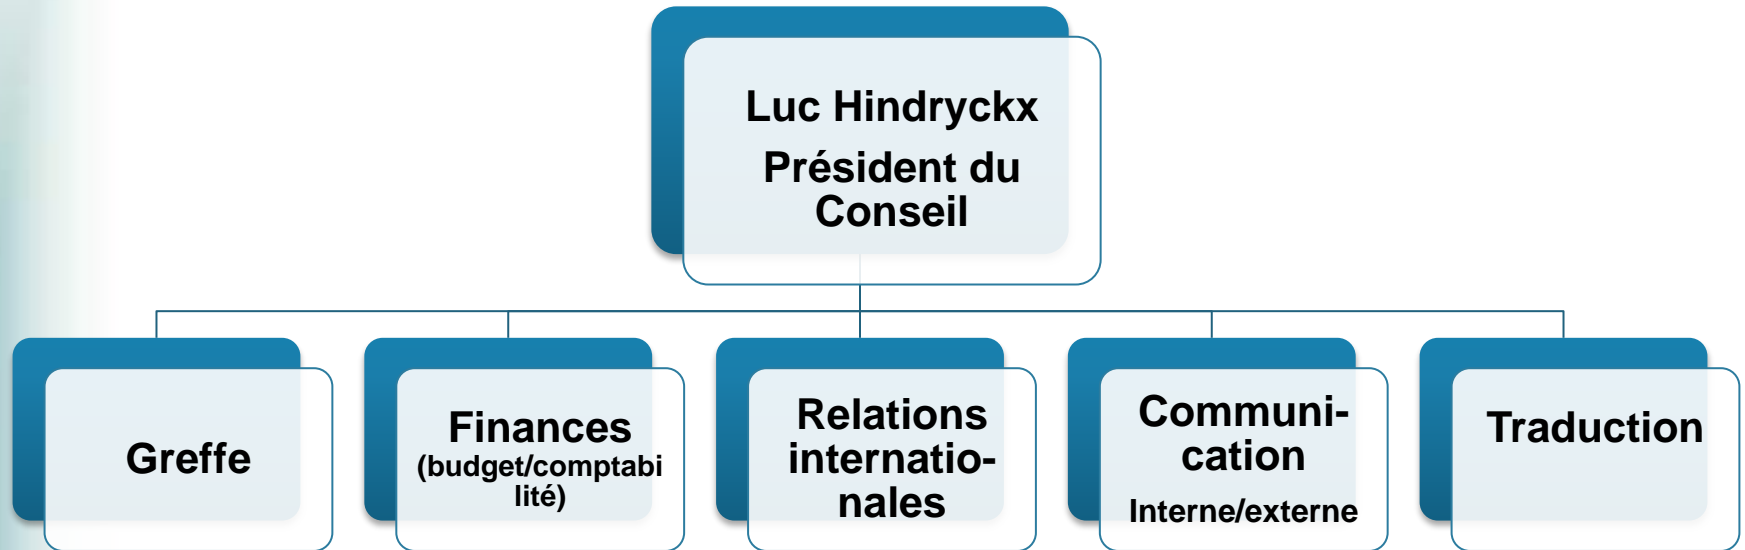 Luc Hindryckx
Président du
Conseil
Greffe
Finances
(budget/comptabi
lité)
Relations
internatio-
nales
Communi-
cation
Interne/externe
Traduction